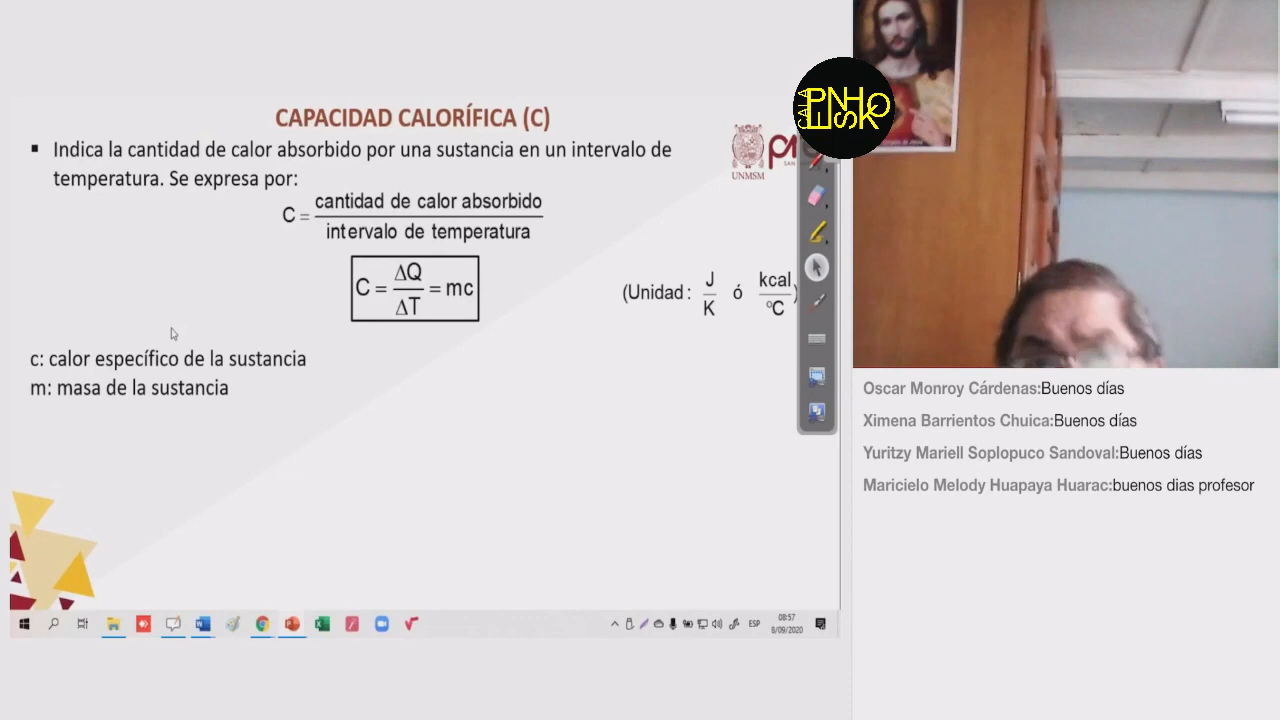 CAPACIDAD CALORÍFICA (C)
▪ Indica la cantidad de calor absorbido por una sustancia en un intervalo de
temperatura. Se expresa por:
C = cantidad de calor absorbido / intervalo de temperatura
C = ΔQ / ΔT = mc
(Unidad: J / K ó kcal / °C)
c: calor específico de la sustancia
m: masa de la sustancia
UNMSM
SAN
ESP
08:57
8/09/2020
Oscar Monroy Cárdenas:Buenos días
Ximena Barrientos Chuica:Buenos días
Yuritzy Mariell Soplopuco Sandoval:Buenos días
Maricielo Melody Huapaya Huarac:buenos dias profesor